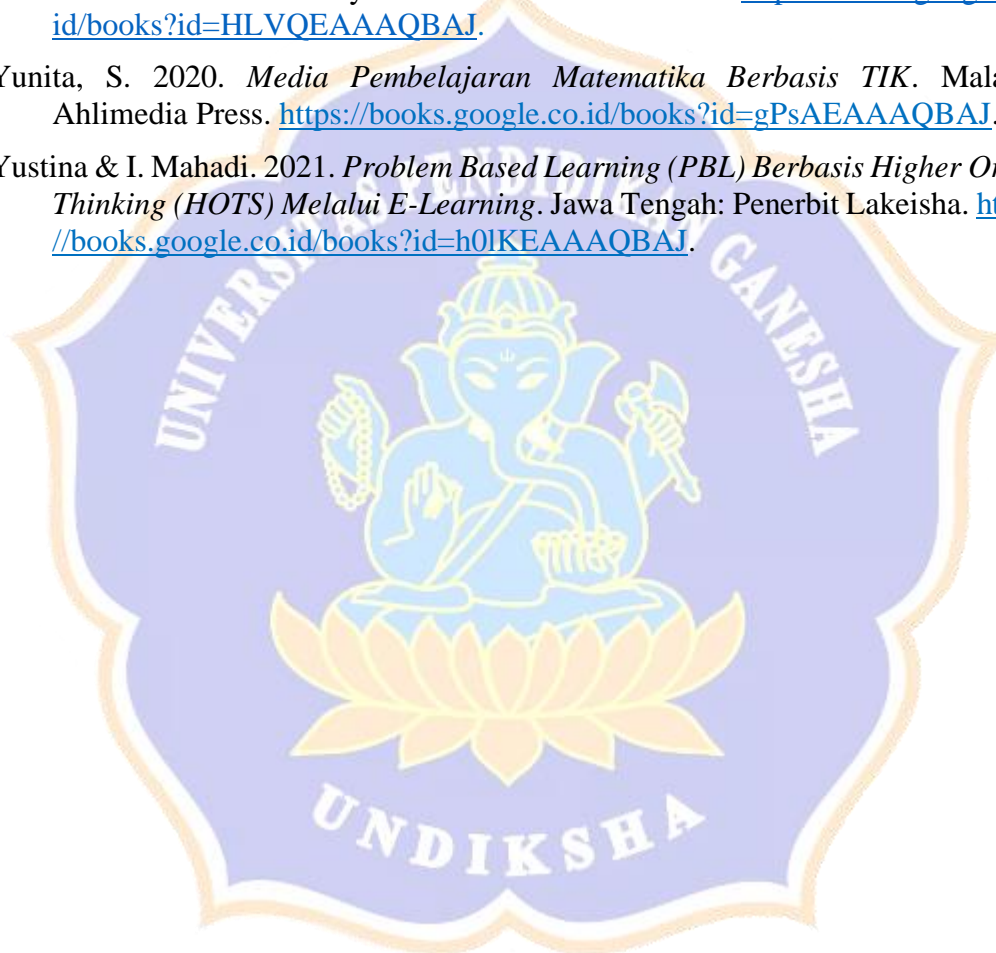 id/books?id=HLVQEAAAQBAJ.
Yunita, S. 2020. Media Pembelajaran Matematika Berbasis TIK. Mala
Ahlimedia Press. https://books.google.co.id/books?id=gPsAEAAAQBAJ.
Yustina & I. Mahadi. 2021. Problem Based Learning (PBL) Berbasis Higher Or
Thinking (HOTS) Melalui E-Learning. Jawa Tengah: Penerbit Lakeisha. ht
//books.google.co.id/books?id=h0lKEAAAQBAJ.
UNIVERSITAS PENDIDIKAN GANESHA
UNDIKSHA